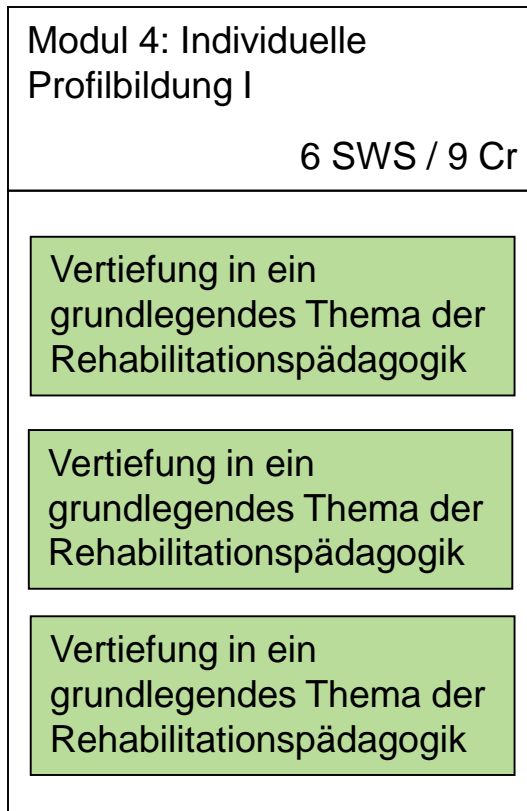 Modul 4: Individuelle
Profilbildung I
6 SWS / 9 Cr
Vertiefung in ein
grundlegendes Thema der
Rehabilitationspädagogik
Vertiefung in ein
grundlegendes Thema der
Rehabilitationspädagogik
Vertiefung in ein
grundlegendes Thema der
Rehabilitationspädagogik